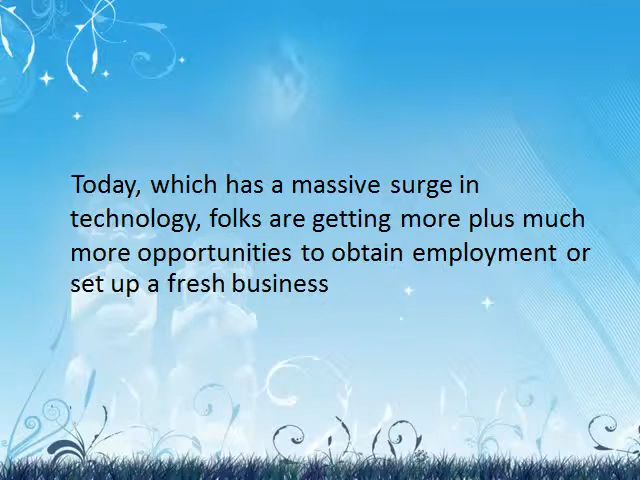 Today, which has a massive surge in
technology, folks are getting more plus much
more opportunities to obtain employment or
set up a fresh business